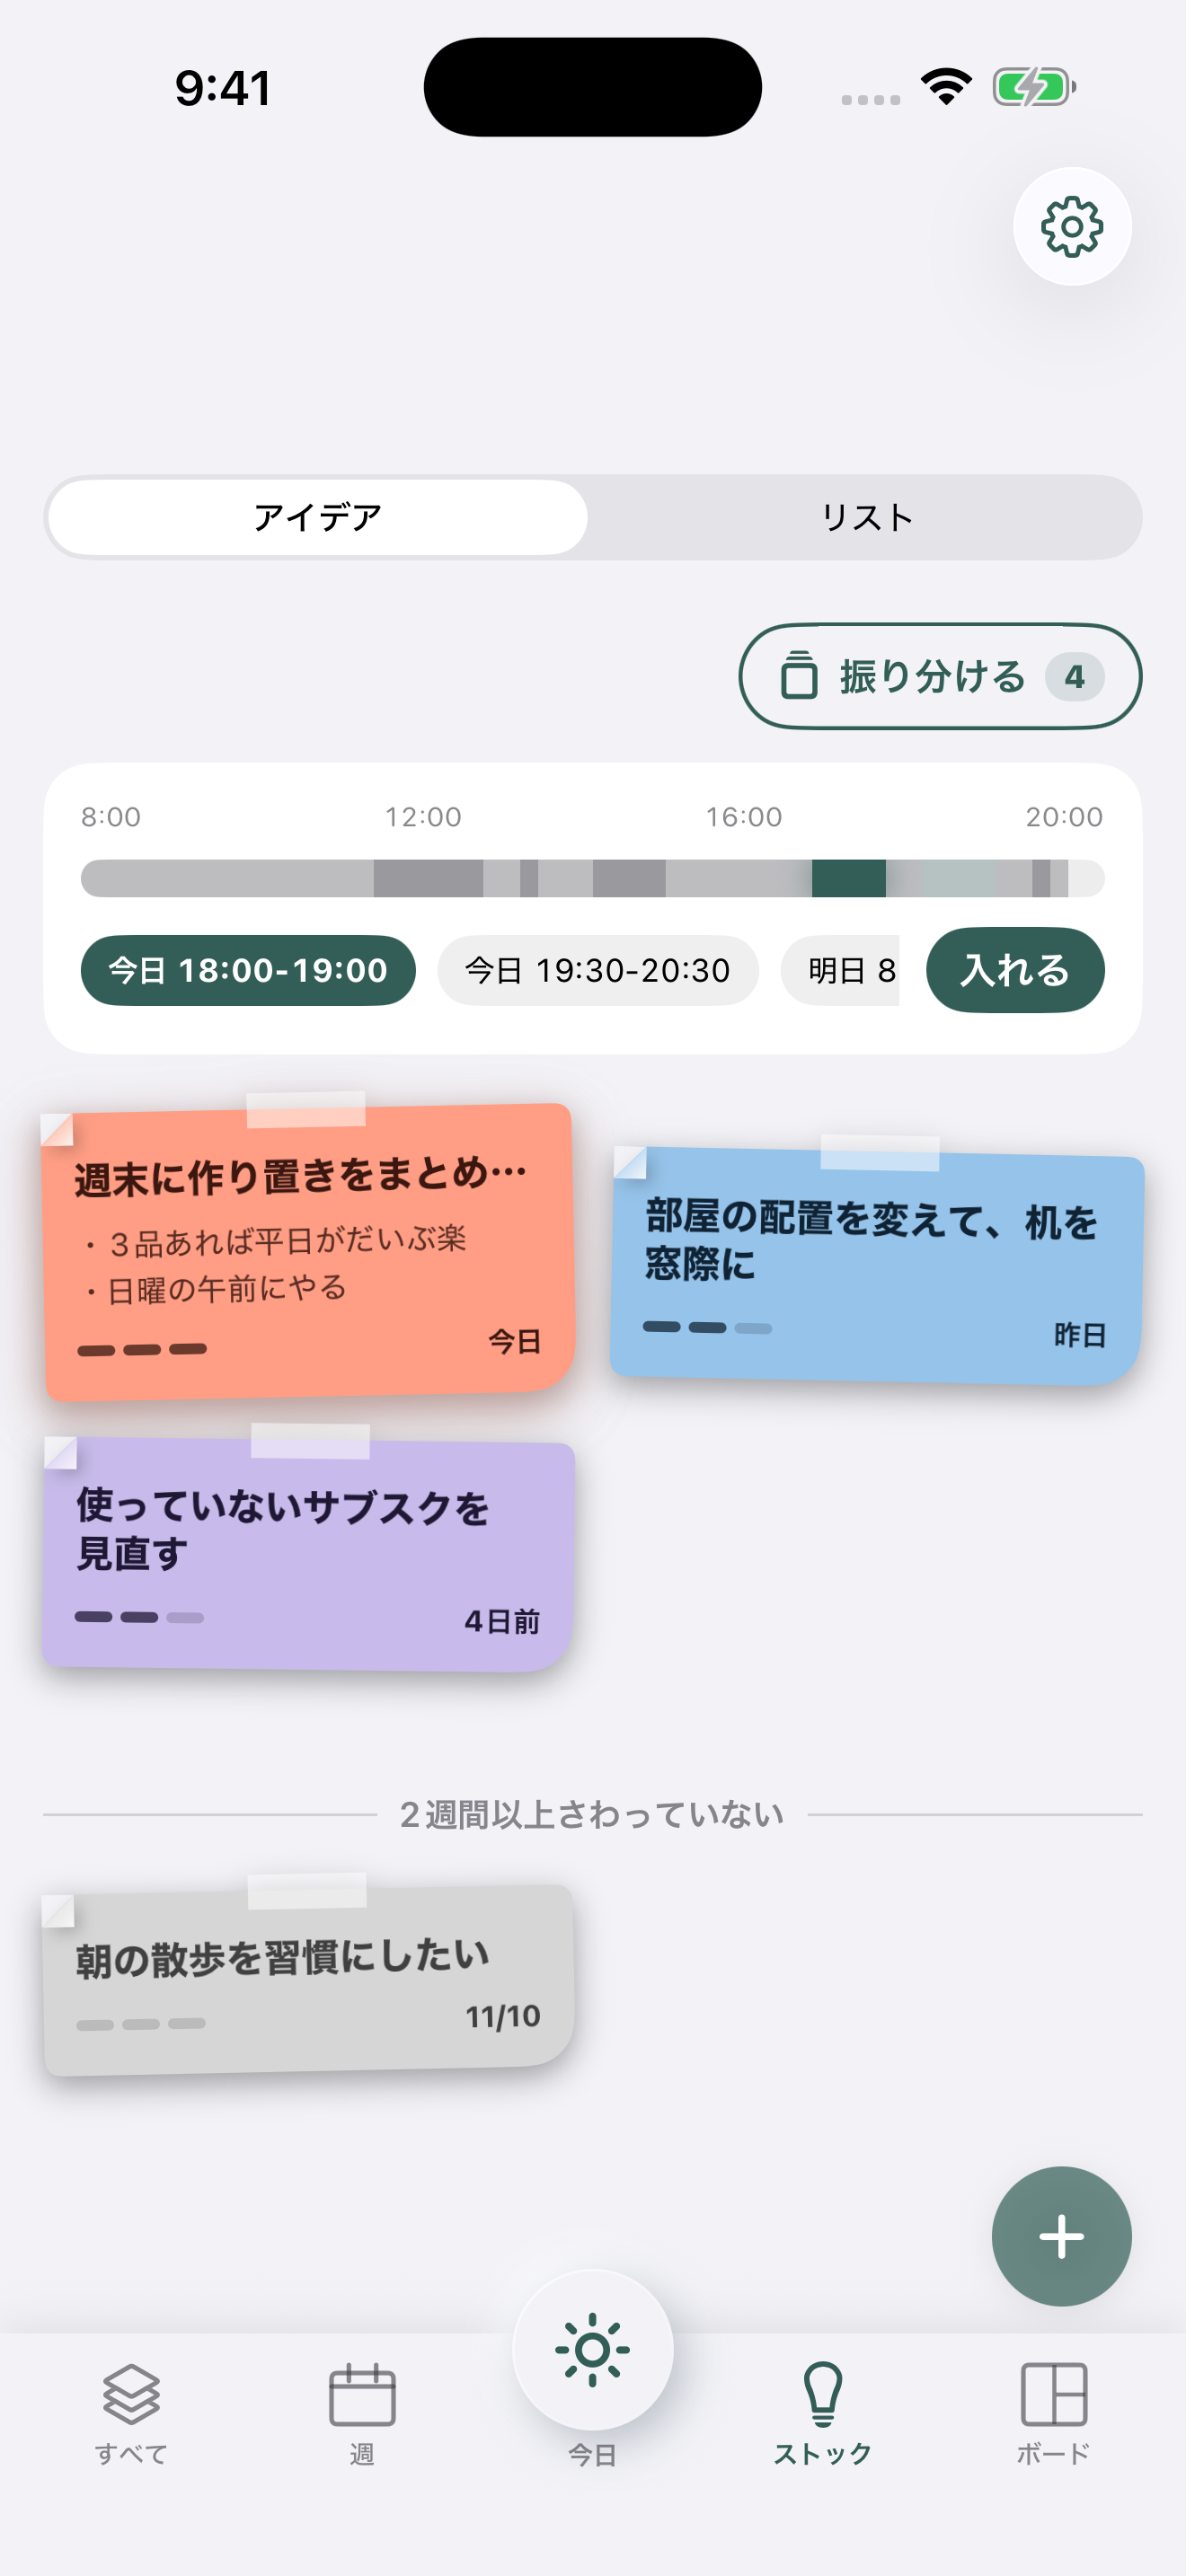 9:41
アイデア
リスト
振り分ける 4
8:00 12:00 16:00 20:00
今日 18:00-19:00
今日 19:30-20:30
明日 8
入れる
週末に作り置きをまとめ…
・3品あれば平日がだいぶ楽
・日曜の午前にやる
今日
部屋の配置を変えて、机を
窓際に
昨日
使っていないサブスクを
見直す
4日前
2週間以上さわっていない
朝の散歩を習慣にしたい
11/10
すべて
週
今日
ストック
ボード